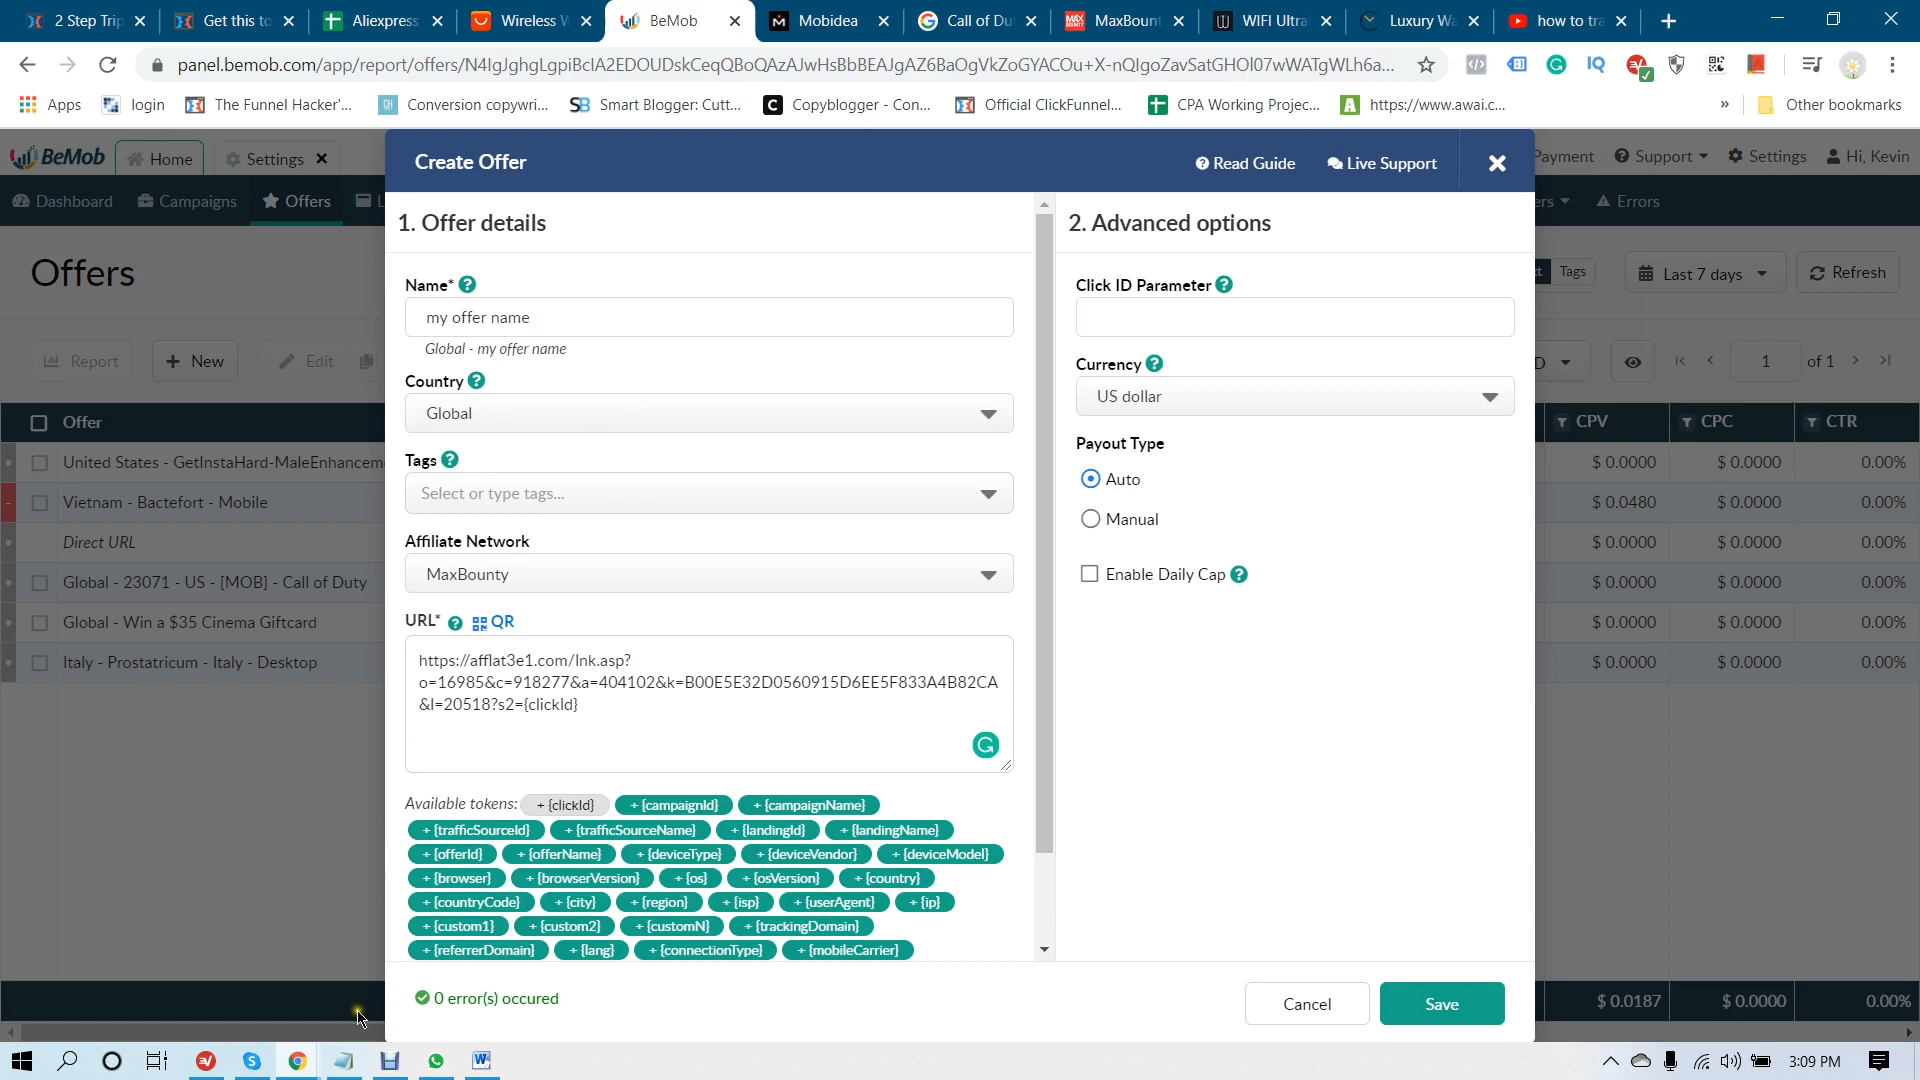 2 Step Trip
Get this to
Aliexpress
Wireless W
BeMob
Mobidea
Call of Du
MaxBount
WIFI Ultra
Luxury Wa
how to tra
panel.bemob.com/app/report/offers/N4IgJghgLgpiBcIA2EDOUDskCeqQBoQAzAJwHsBbBEAJgAZ6BaOgVkZoGYACOu+X-nQIgoZavSatGHOl07wWATgWLh6a...
Apps
login
The Funnel Hacker'...
Conversion copywri...
Smart Blogger: Cutt...
Copyblogger - Con...
Official ClickFunnel...
CPA Working Projec...
https://www.awai.c...
»
Other bookmarks
BeMob
Home
Settings
Create Offer
Read Guide
Live Support
Payment
Support
Settings
Hi, Kevin
Dashboard
Campaigns
Offers
L
ers
Errors
Offers
1. Offer details
2. Advanced options
Tags
Last 7 days
Refresh
Name*
my offer name
Global - my offer name
Click ID Parameter
Report
New
Edit
D
1
of 1
Country
Global
Currency
US dollar
Offer
CPV
CPC
CTR
Tags
Select or type tags...
Payout Type
Auto
Manual
Enable Daily Cap
United States - GetInstaHard-MaleEnhancem
$ 0.0000
$ 0.0000
0.00%
Vietnam - Bactefort - Mobile
$ 0.0480
$ 0.0000
0.00%
Direct URL
$ 0.0000
$ 0.0000
0.00%
Global - 23071 - US - [MOB] - Call of Duty
$ 0.0000
$ 0.0000
0.00%
Global - Win a $35 Cinema Giftcard
$ 0.0000
$ 0.0000
0.00%
Italy - Prostatricum - Italy - Desktop
$ 0.0000
$ 0.0000
0.00%
Affiliate Network
MaxBounty
URL*
QR
https://afflat3e1.com/lnk.asp?
o=16985&c=918277&a=404102&k=B00E5E32D0560915D6EE5F833A4B82CA
&l=20518?s2={clickId}
Available tokens: + {clickId} + {campaignId} + {campaignName}
+ {trafficSourceId} + {trafficSourceName} + {landingId} + {landingName}
+ {offerId} + {offerName} + {deviceType} + {deviceVendor} + {deviceModel}
+ {browser} + {browserVersion} + {os} + {osVersion} + {country}
+ {countryCode} + {city} + {region} + {isp} + {userAgent} + {ip}
+ {custom1} + {custom2} + {customN} + {trackingDomain}
+ {referrerDomain} + {lang} + {connectionType} + {mobileCarrier}
0 error(s) occured
Cancel
Save
$ 0.0187
$ 0.0000
0.00%
3:09 PM